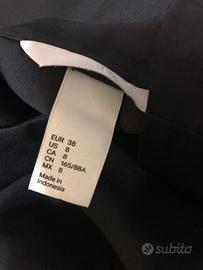 EUR 38
US 8
CA 8
CN 165/88A
MX 8
Made in
Indonesia
subito